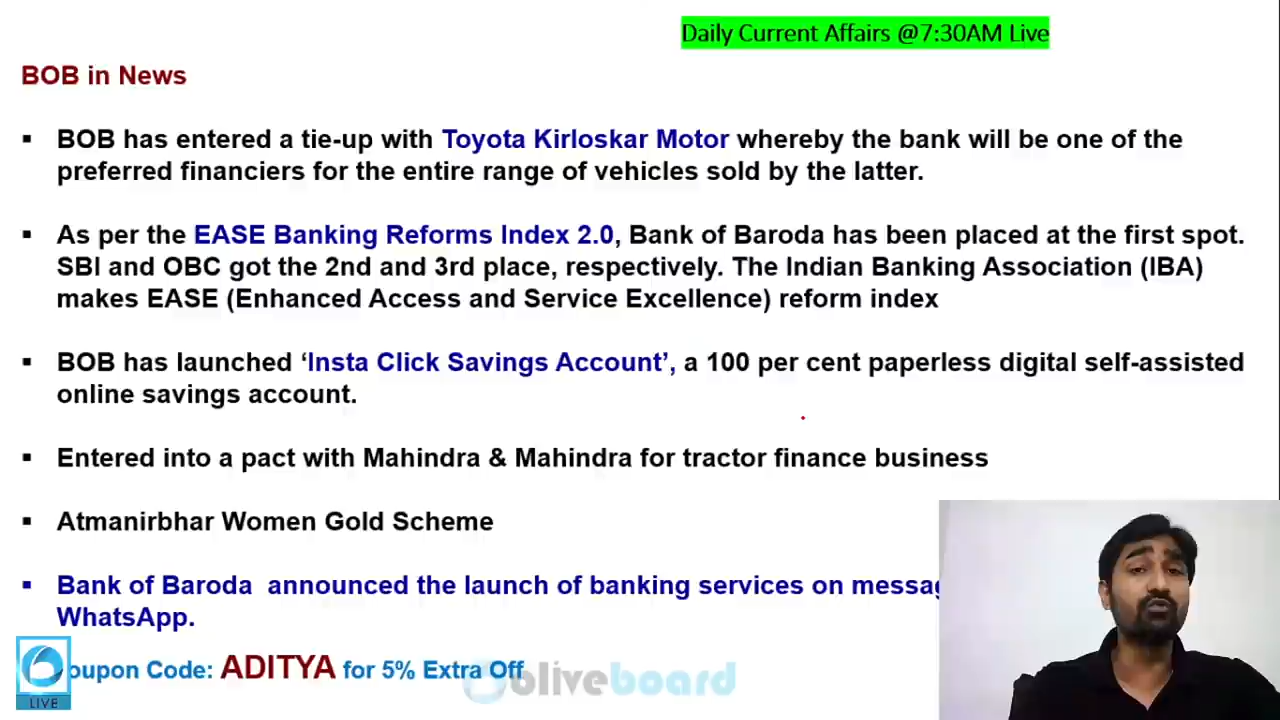 Daily Current Affairs @7:30AM Live
BOB in News
▪ BOB has entered a tie-up with Toyota Kirloskar Motor whereby the bank will be one of the
preferred financiers for the entire range of vehicles sold by the latter.
▪ As per the EASE Banking Reforms Index 2.0, Bank of Baroda has been placed at the first spot.
SBI and OBC got the 2nd and 3rd place, respectively. The Indian Banking Association (IBA)
makes EASE (Enhanced Access and Service Excellence) reform index
▪ BOB has launched ‘Insta Click Savings Account’, a 100 per cent paperless digital self-assisted
online savings account.
▪ Entered into a pact with Mahindra & Mahindra for tractor finance business
▪ Atmanirbhar Women Gold Scheme
▪ Bank of Baroda announced the launch of banking services on
WhatsApp.
oupon Code: ADITYA for 5% Extra Off
oliveboard
LIVE